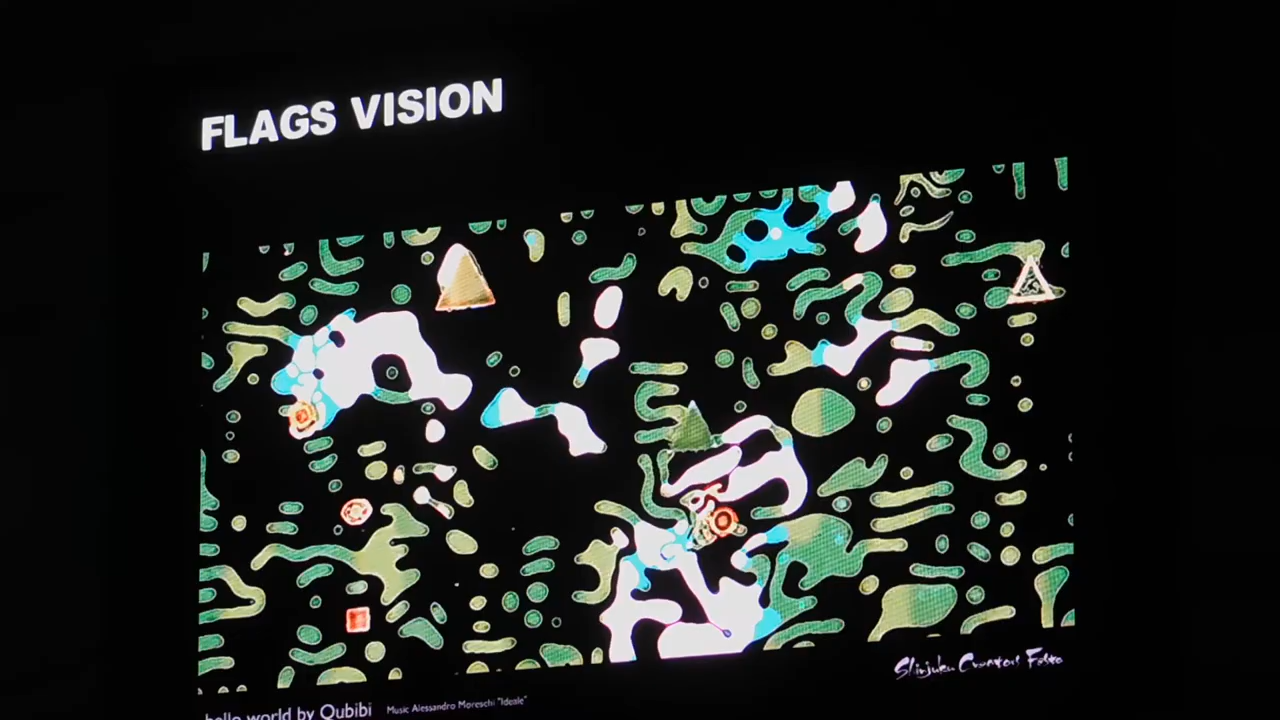 FLAGS VISION
Shinjuku Creators Festa
hello world by Qubibi
Music Alessandro Moreschi "Ideale"